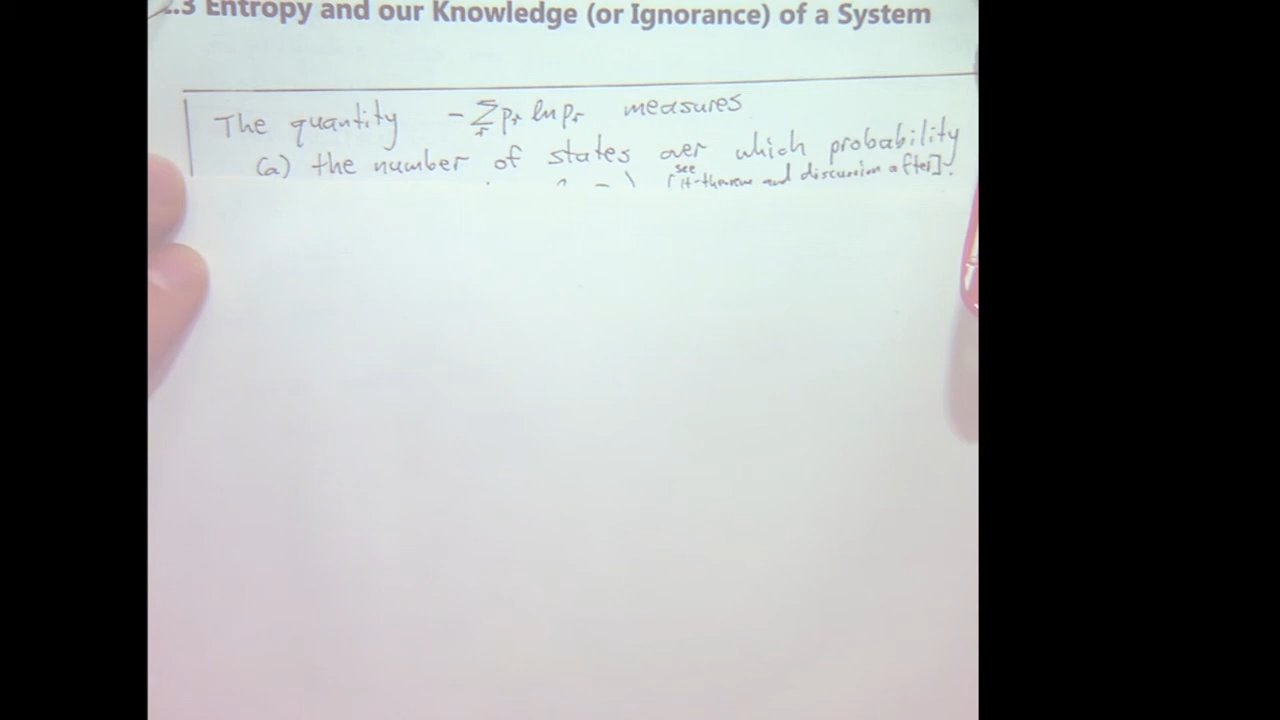 .3 Entropy and our Knowledge (or Ignorance) of a System
The quantity -∑r pr ln pr measures
(a) the number of states over which probability
[see H-theorem and discussion after].